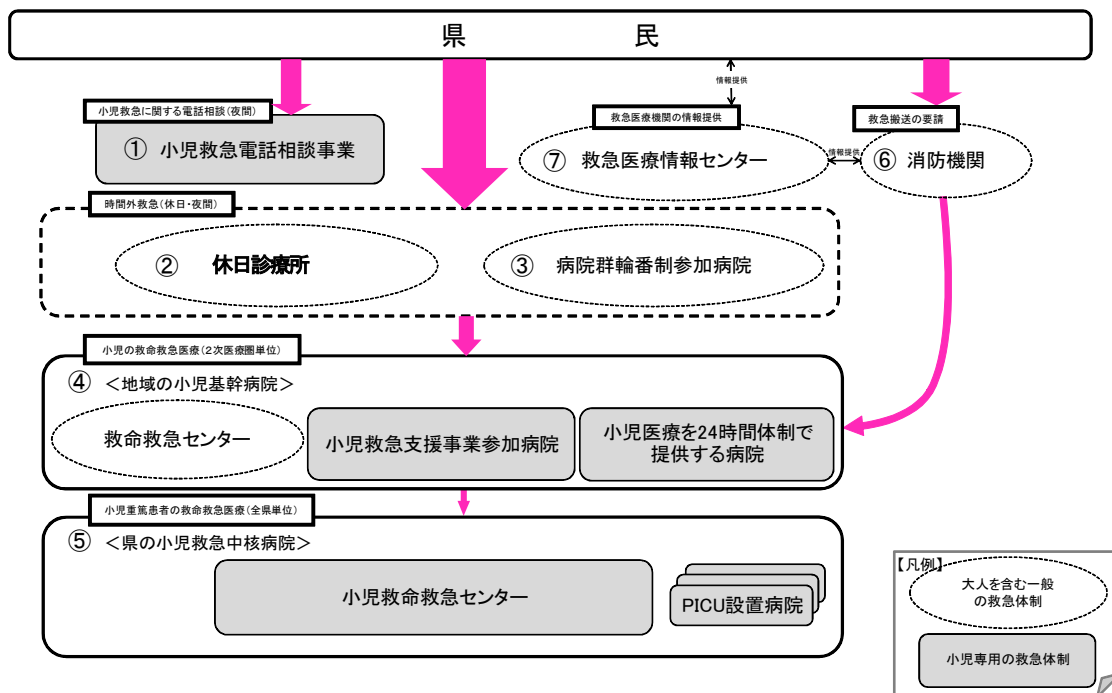 県　民
情報提供
小児救急に関する電話相談(夜間)
① 小児救急電話相談事業
救急医療機関の情報提供
⑦ 救急医療情報センター
情報提供
救急搬送の要請
⑥ 消防機関
時間外救急(休日・夜間)
② 休日診療所
③ 病院群輪番制参加病院
小児の救命救急医療(2次医療圏単位)
④ ＜地域の小児基幹病院＞
救命救急センター
小児救急支援事業参加病院
小児医療を24時間体制で
提供する病院
小児重篤患者の救命救急医療(全県単位)
⑤ ＜県の小児救急中核病院＞
小児救命救急センター
PICU設置病院
【凡例】
大人を含む一般
の救急体制
小児専用の救急体制